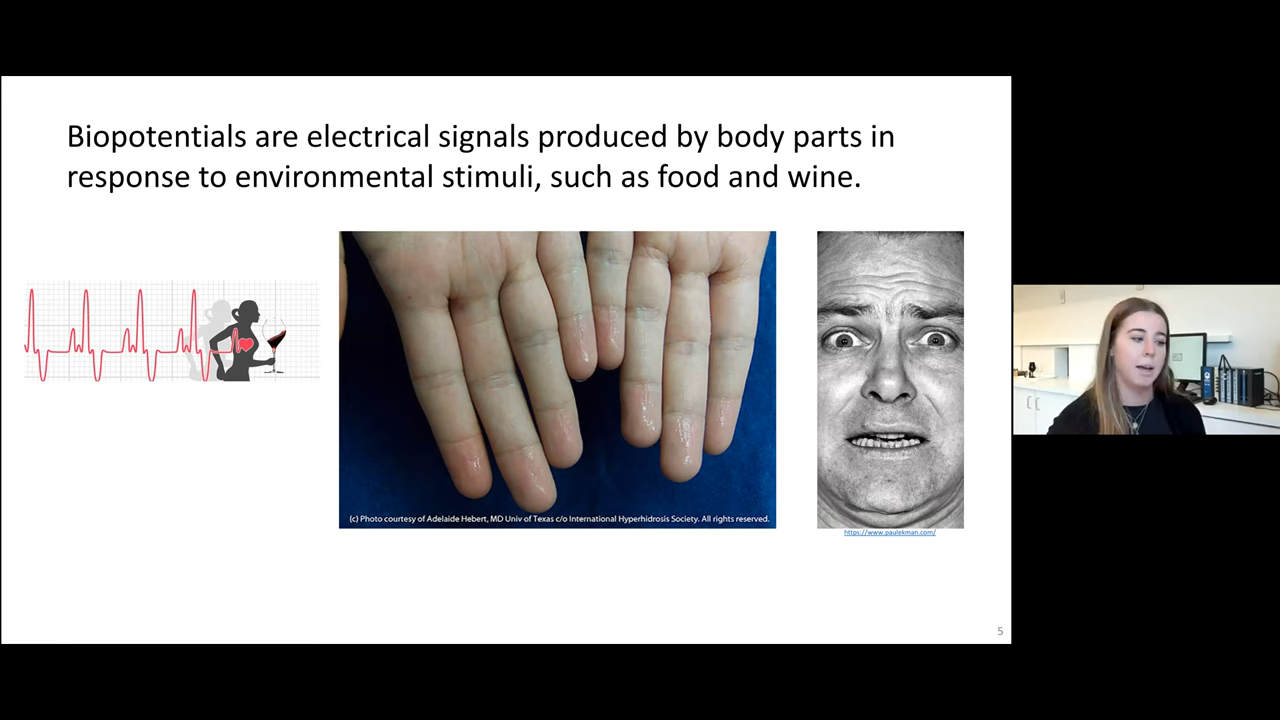 Biopotentials are electrical signals produced by body parts in
response to environmental stimuli, such as food and wine.
(c) Photo courtesy of Adelaide Hebert, MD Univ of Texas c/o International Hyperhidrosis Society. All rights reserved.
https://www.paulekman.com/
5